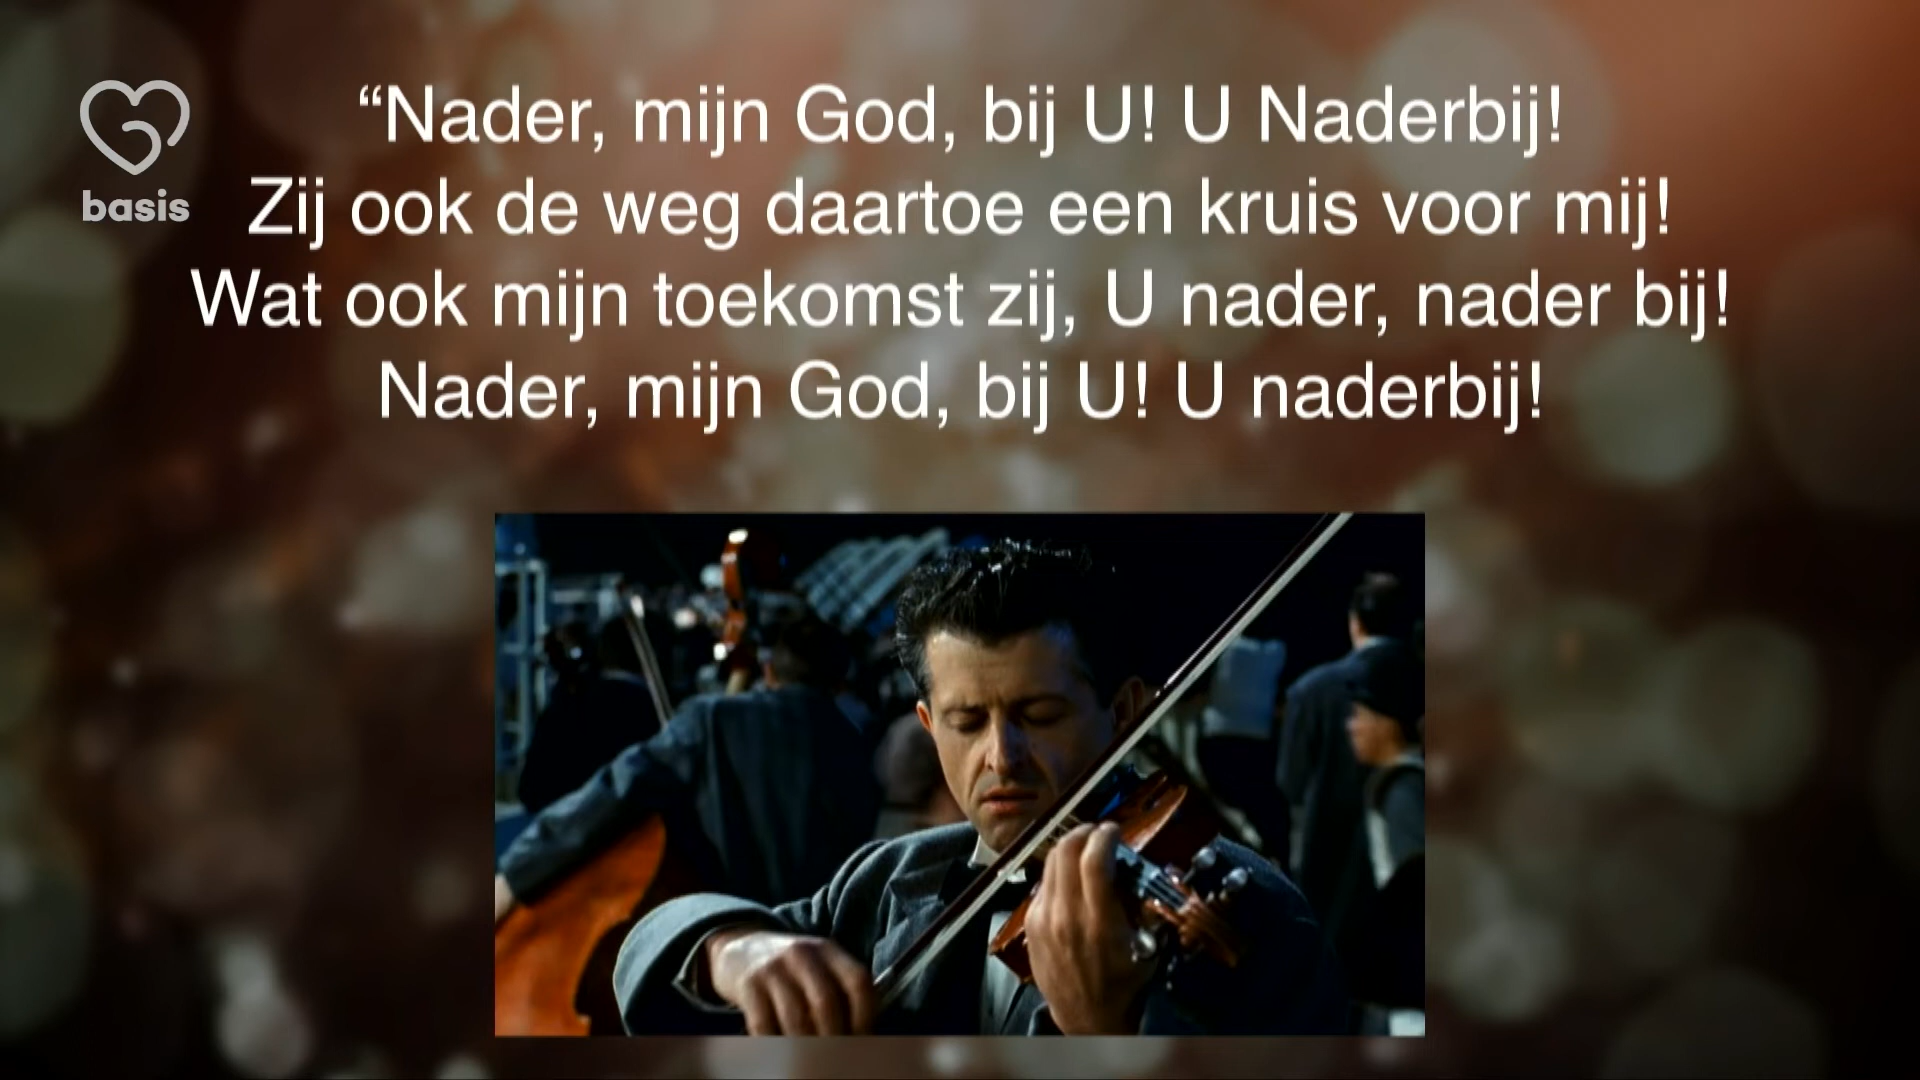 “Nader, mijn God, bij U! U Naderbij!
Zij ook de weg daartoe een kruis voor mij!
Wat ook mijn toekomst zij, U nader, nader bij!
Nader, mijn God, bij U! U naderbij!
basis